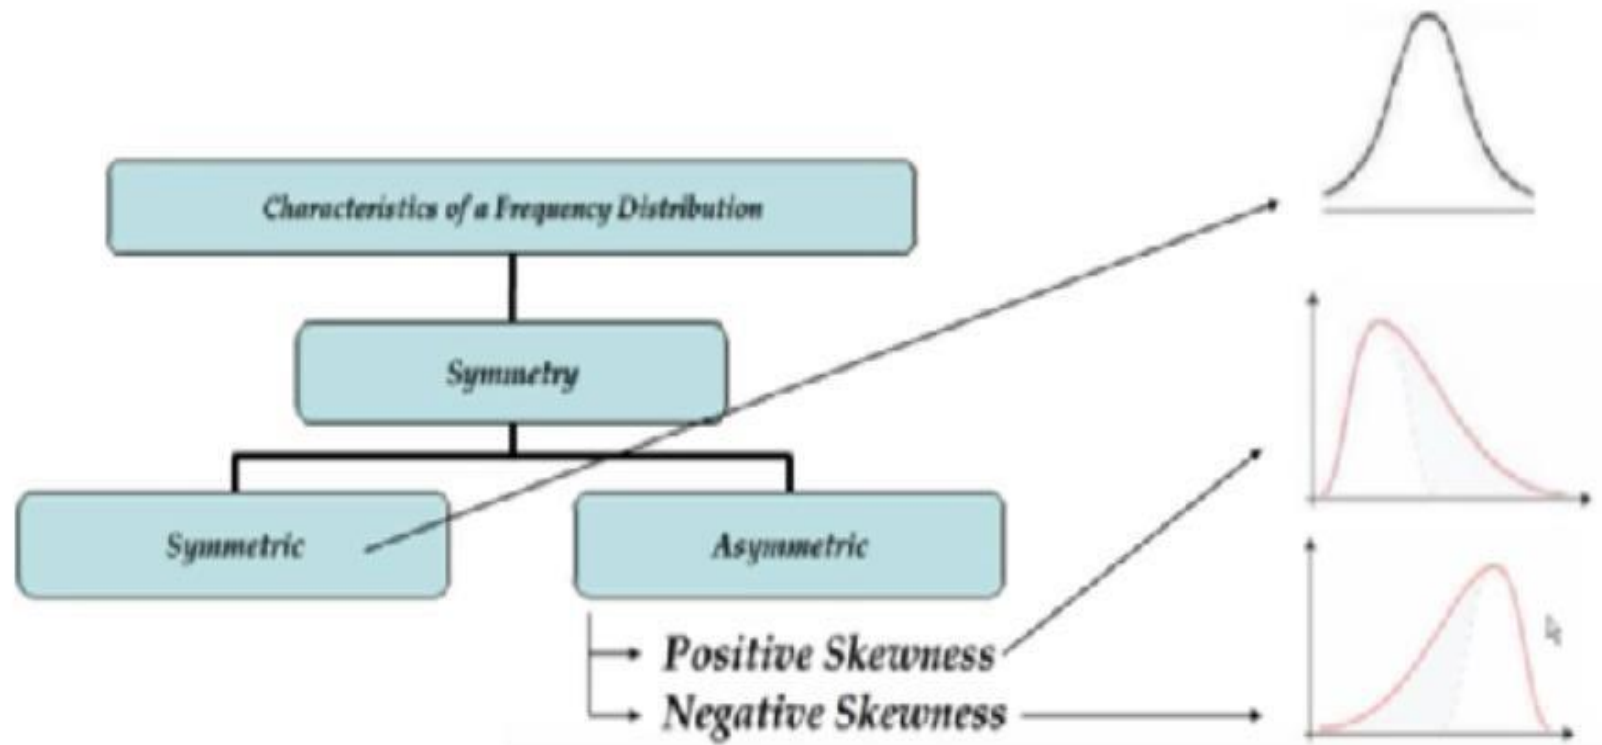 Characteristics of a Frequency Distribution
Symmetry
Symmetric
Asymmetric
Positive Skewness
Negative Skewness